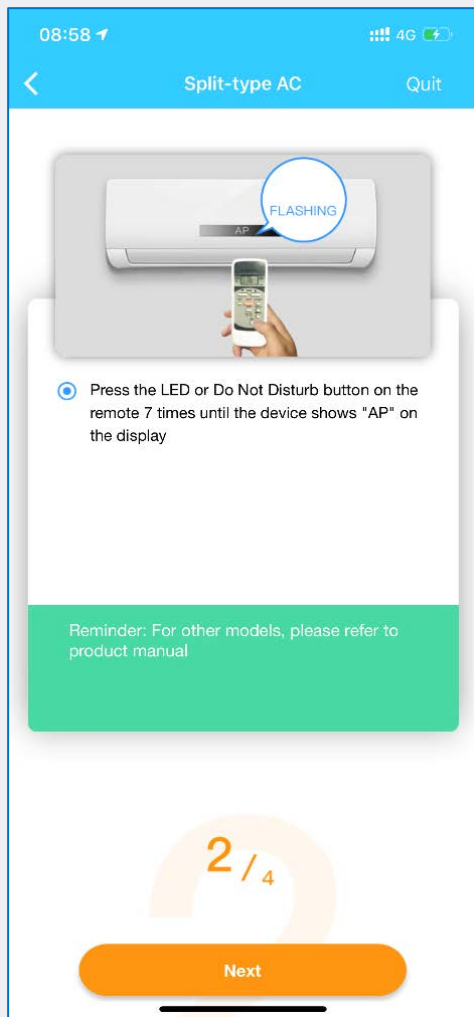 08:58
4G
Split-type AC
Quit
FLASHING
AP
Press the LED or Do Not Disturb button on the
remote 7 times until the device shows "AP" on
the display
Reminder: For other models, please refer to
product manual
2/4
Next